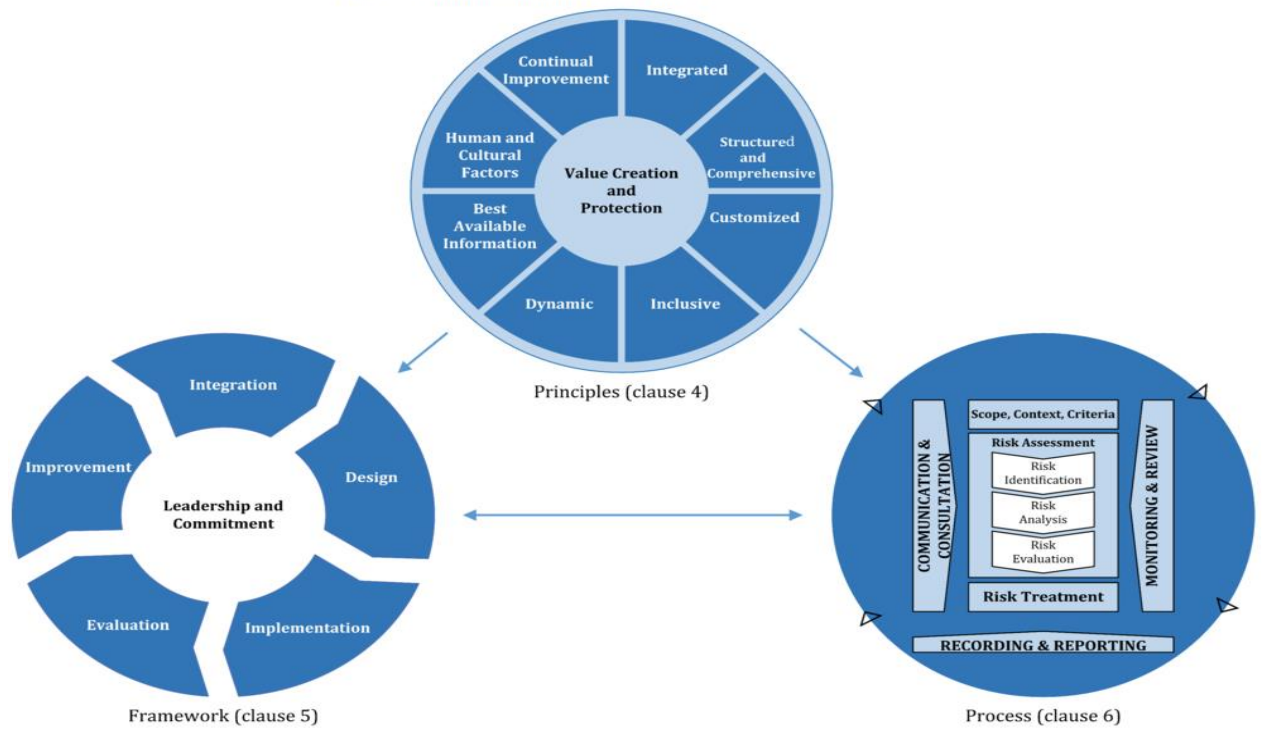 Continual
Improvement
Integrated
Structured
and
Comprehensive
Customized
Inclusive
Dynamic
Best
Available
Information
Human and
Cultural
Factors
Value Creation
and
Protection
Principles (clause 4)
Integration
Design
Implementation
Evaluation
Improvement
Leadership and
Commitment
Framework (clause 5)
Scope, Context, Criteria
Risk Assessment
Risk
Identification
Risk
Analysis
Risk
Evaluation
Risk Treatment
COMMUNICATION &
CONSULTATION
MONITORING & REVIEW
RECORDING & REPORTING
Process (clause 6)